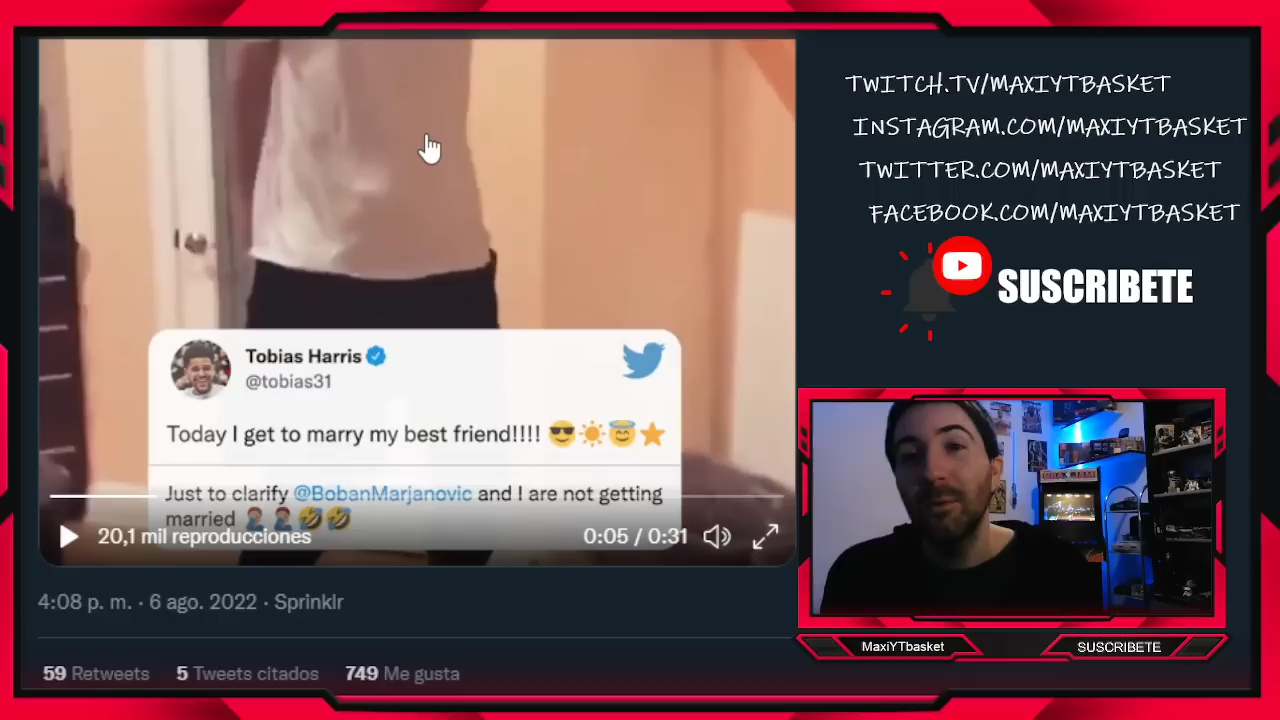 Tobias Harris
@tobias31
Today I get to marry my best friend!!!! 😎☀️😇⭐
Just to clarify @BobanMarjanovic and I are not getting
married 🤦🏽‍♂️🤦🏽‍♂️🤣🤣
20,1 mil reproducciones
0:05 / 0:31
4:08 p. m. · 6 ago. 2022 · Sprinklr
59 Retweets 5 Tweets citados 749 Me gusta
TWITCH.TV/MAXIYTBASKET
INSTAGRAM.COM/MAXIYTBASKET
TWITTER.COM/MAXIYTBASKET
FACEBOOK.COM/MAXIYTBASKET
SUSCRIBETE
MaxiYTbasket
SUSCRIBETE